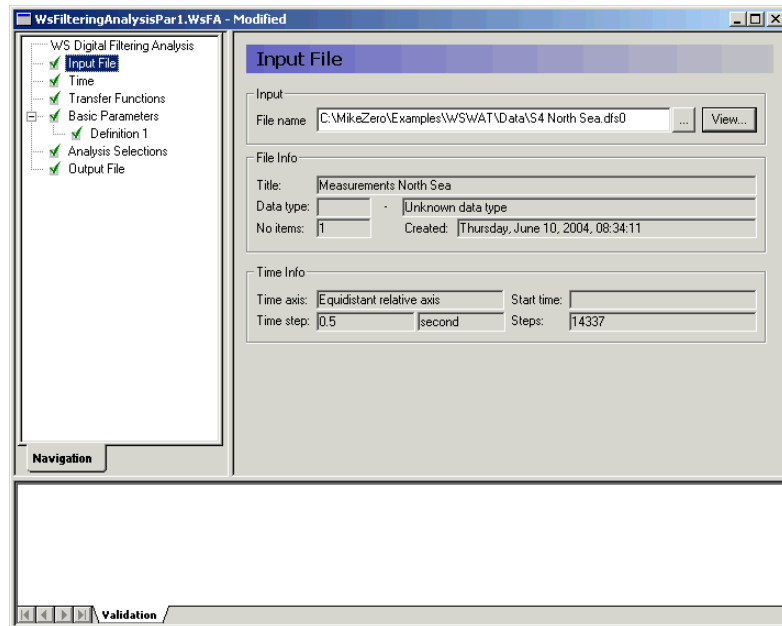 WsFilteringAnalysisPar1.WsFA - Modified
WS Digital Filtering Analysis
Input File
Time
Transfer Functions
Basic Parameters
Definition 1
Analysis Selections
Output File
Navigation
Input File
Input
File name C:\MikeZero\Examples\WSWAT\Data\S4 North Sea.dfs0 ... View...
File Info
Title: Measurements North Sea
Data type: - Unknown data type
No items: 1 Created: Thursday, June 10, 2004, 08:34:11
Time Info
Time axis: Equidistant relative axis Start time:
Time step: 0.5 second Steps: 14337
Validation